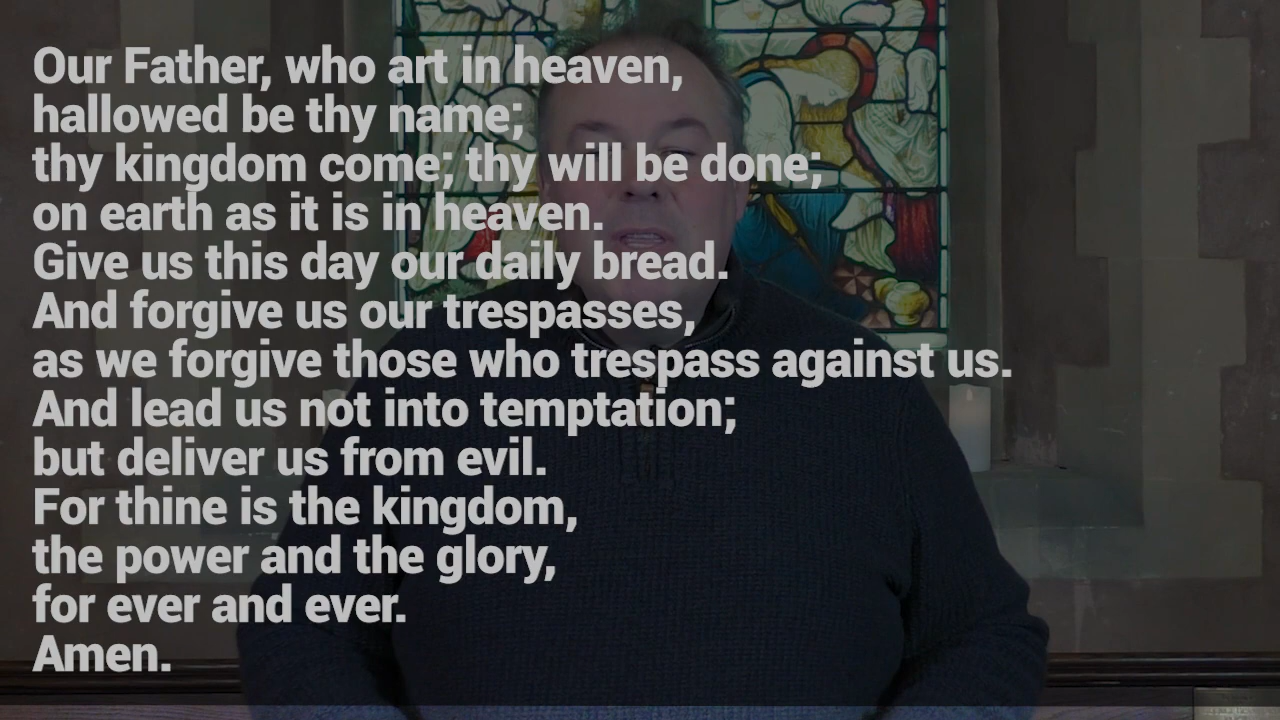 Our Father, who art in heaven,
hallowed be thy name;
thy kingdom come; thy will be done;
on earth as it is in heaven.
Give us this day our daily bread.
And forgive us our trespasses,
as we forgive those who trespass against us.
And lead us not into temptation;
but deliver us from evil.
For thine is the kingdom,
the power and the glory,
for ever and ever.
Amen.